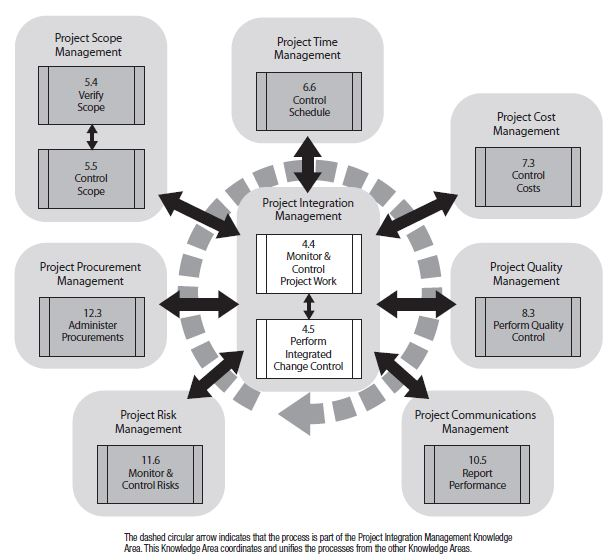 Project Scope
Management
5.4
Verify
Scope
5.5
Control
Scope
Project Time
Management
6.6
Control
Schedule
Project Cost
Management
7.3
Control
Costs
Project Integration
Management
4.4
Monitor &
Control
Project Work
4.5
Perform
Integrated
Change Control
Project Procurement
Management
12.3
Administer
Procurements
Project Quality
Management
8.3
Perform Quality
Control
Project Risk
Management
11.6
Monitor &
Control Risks
Project Communications
Management
10.5
Report
Performance
The dashed circular arrow indicates that the process is part of the Project Integration Management Knowledge
Area. This Knowledge Area coordinates and unifies the processes from the other Knowledge Areas.